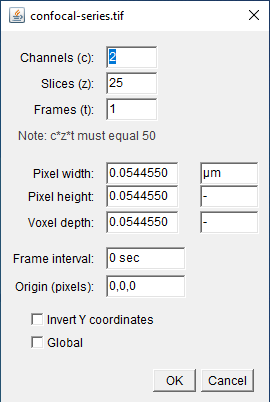 confocal-series.tif
Channels (c): 2
Slices (z): 25
Frames (t): 1
Note: c*z*t must equal 50
Pixel width: 0.0544550 µm
Pixel height: 0.0544550 -
Voxel depth: 0.0544550 -
Frame interval: 0 sec
Origin (pixels): 0,0,0
Invert Y coordinates
Global
OK Cancel